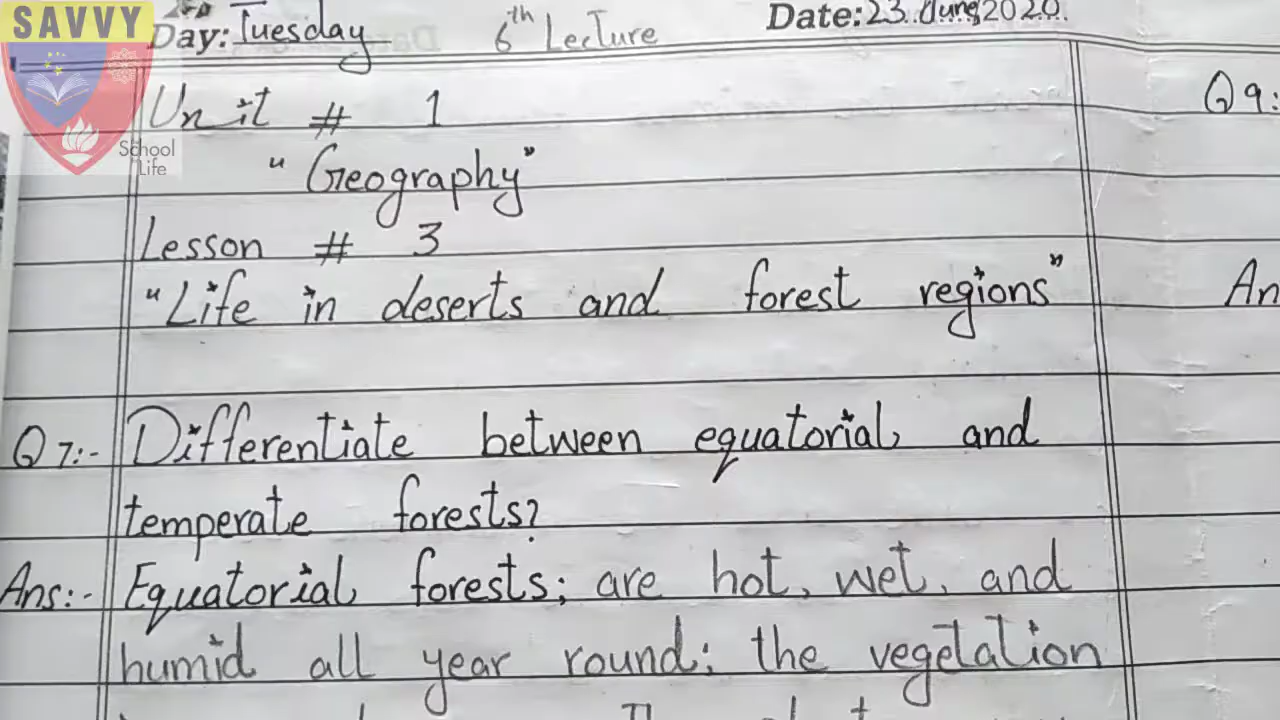 SAVVY
School
Life
Day: Tuesday 6th Lecture Date: 23 June 2020.
Unit # 1
"Geography"
Lesson # 3
"Life in deserts and forest regions"
Q7:- Differentiate between equatorial, and
temperate forests?
Ans:- Equatorial forests; are hot, wet, and
humid all year round: the vegetation
Q9:
An